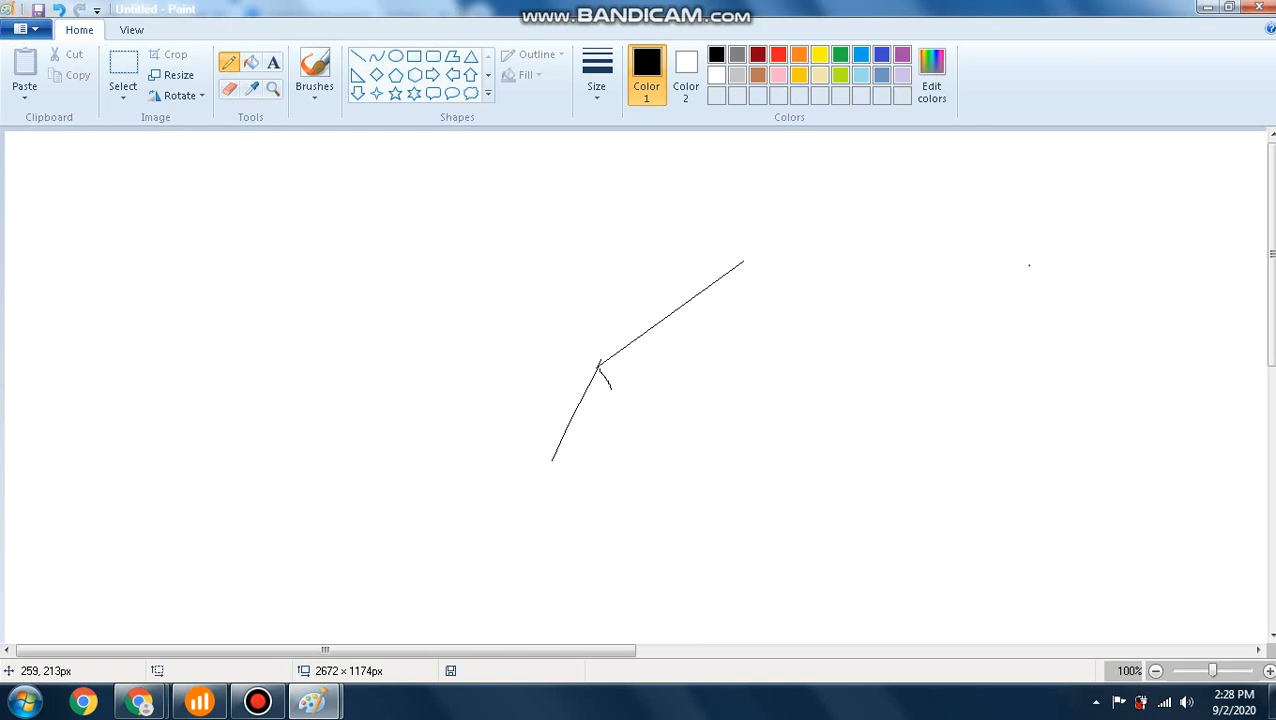 Untitled - Paint
www.BANDICAM.com
Home
View
Paste
Cut
Copy
Clipboard
Select
Crop
Resize
Rotate
Image
A
Tools
Brushes
Outline
Fill
Shapes
Size
Color
1
Color
2
Edit
colors
Colors
259, 213px
2672 × 1174px
100%
2:28 PM
9/2/2020